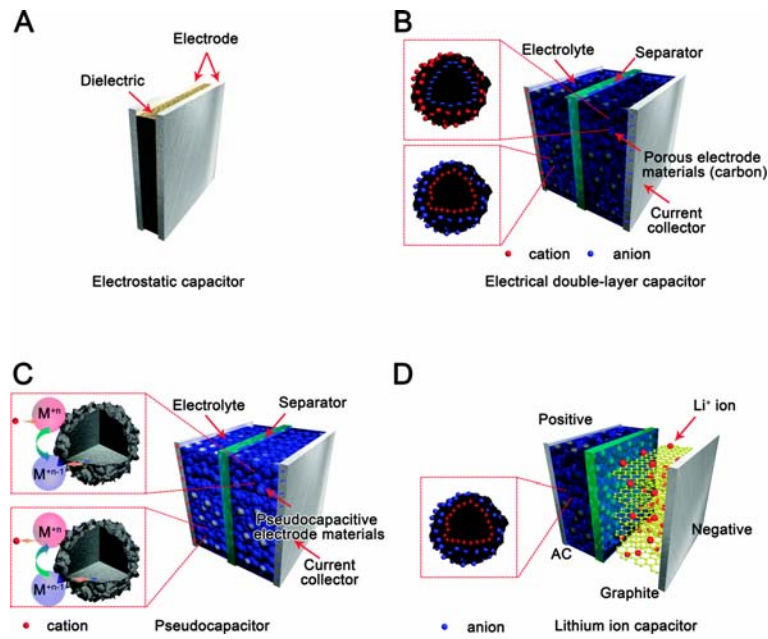 A
Electrode
Dielectric
Electrostatic capacitor
B
Electrolyte
Separator
Porous electrode
materials (carbon)
Current
collector
cation
anion
Electrical double-layer capacitor
C
M+n
M+n-1
M+n
M+n-1
Electrolyte
Separator
Pseudocapacitive
electrode materials
Current
collector
cation
Pseudocapacitor
D
Li+ ion
Positive
Negative
AC
Graphite
anion
Lithium ion capacitor